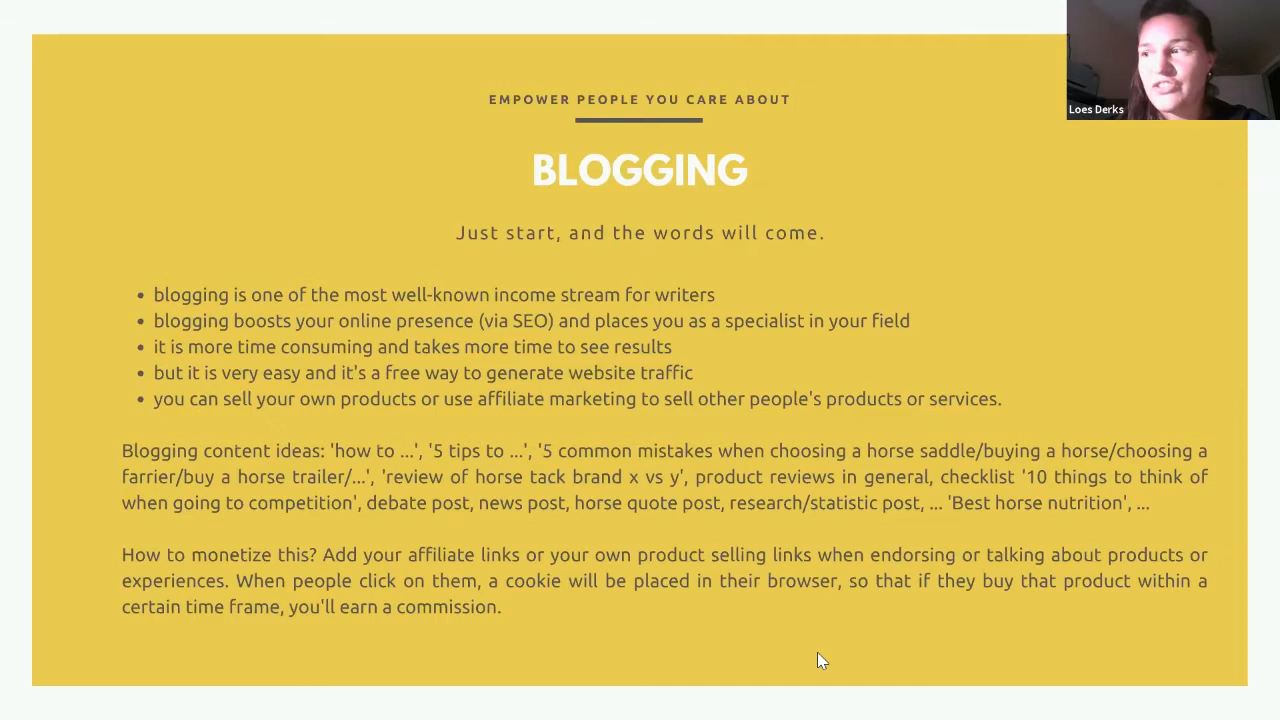 EMPOWER PEOPLE YOU CARE ABOUT
Loes Derks
BLOGGING
Just start, and the words will come.
• blogging is one of the most well-known income stream for writers
• blogging boosts your online presence (via SEO) and places you as a specialist in your field
• it is more time consuming and takes more time to see results
• but it is very easy and it's a free way to generate website traffic
• you can sell your own products or use affiliate marketing to sell other people's products or services.
Blogging content ideas: 'how to ...', '5 tips to ...', '5 common mistakes when choosing a horse saddle/buying a horse/choosing a
farrier/buy a horse trailer/...', 'review of horse tack brand x vs y', product reviews in general, checklist '10 things to think of
when going to competition', debate post, news post, horse quote post, research/statistic post, ... 'Best horse nutrition', ...
How to monetize this? Add your affiliate links or your own product selling links when endorsing or talking about products or
experiences. When people click on them, a cookie will be placed in their browser, so that if they buy that product within a
certain time frame, you'll earn a commission.